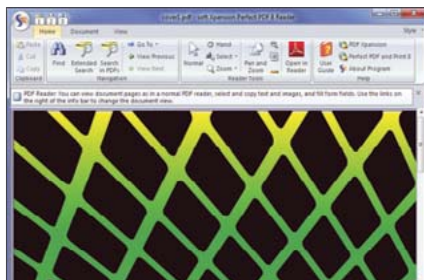 cover1.pdf - soft Xpansion Perfect PDF 8 Reader
Home Document View Style
Paste
Cut
Copy
Clipboard
Find
Extended Search
Search in PDFs
Go To
View Previous
View Next
Navigation
Normal
Hand
Select
Zoom
Pan and Zoom
Open in Reader
Reader Tools
User Guide
PDF Xpansion
Perfect PDF and Print 8
About Program
Help
PDF Reader: You can view document pages as in a normal PDF reader, select and copy text and images, and fill form fields. Use the links on
the right of the info bar to change the document view.